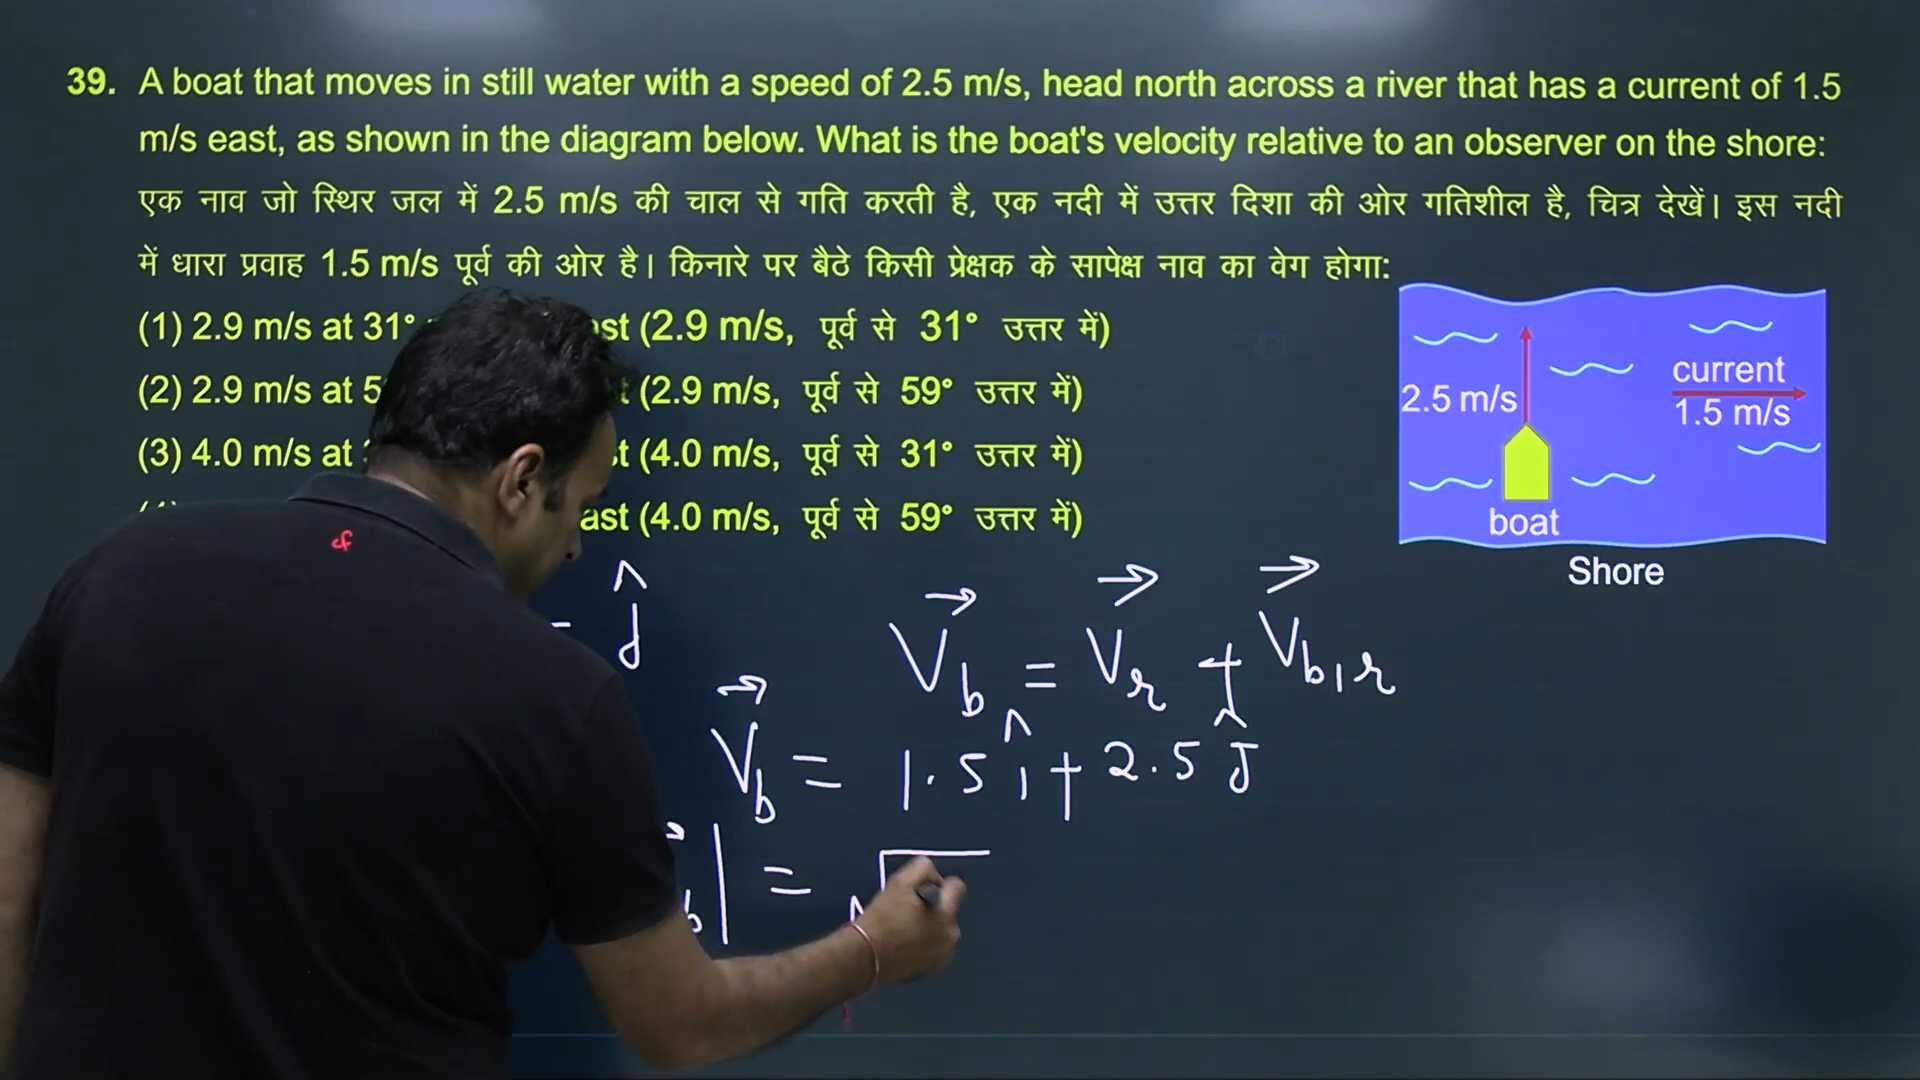 39. A boat that moves in still water with a speed of 2.5 m/s, head north across a river that has a current of 1.5
m/s east, as shown in the diagram below. What is the boat's velocity relative to an observer on the shore:
एक नाव जो स्थिर जल में 2.5 m/s की चाल से गति करती है, एक नदी में उत्तर दिशा की ओर गतिशील है, चित्र देखें। इस नदी
में धारा प्रवाह 1.5 m/s पूर्व की ओर है। किनारे पर बैठे किसी प्रेक्षक के सापेक्ष नाव का वेग होगा:
(1) 2.9 m/s at 31° (2.9 m/s, पूर्व से 31° उत्तर में)
(2) 2.9 m/s at (2.9 m/s, पूर्व से 59° उत्तर में)
(3) 4.0 m/s at (4.0 m/s, पूर्व से 31° उत्तर में)
(4.0 m/s, पूर्व से 59° उत्तर में)
2.5 m/s
current
1.5 m/s
boat
Shore
ĵ
V⃗b = V⃗r + V⃗b/r
V⃗b = 1.5 î + 2.5 ĵ
b| = √